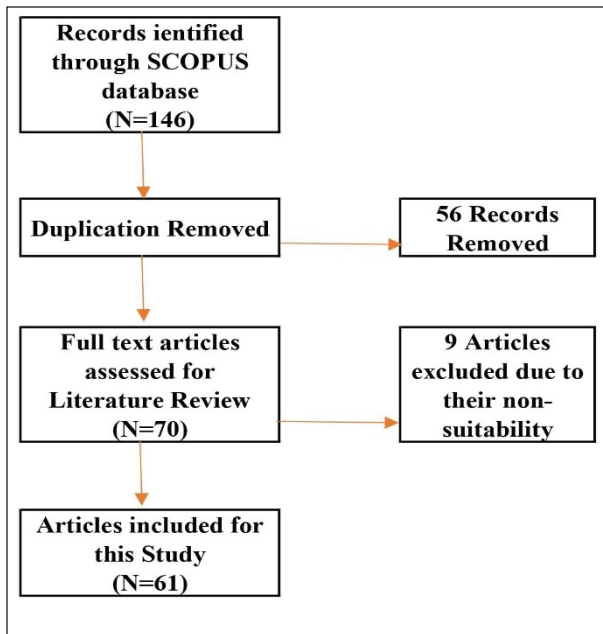 Records ientified
through SCOPUS
database
(N=146)
Duplication Removed
56 Records
Removed
Full text articles
assessed for
Literature Review
(N=70)
9 Articles
excluded due to
their non-
suitability
Articles included for
this Study
(N=61)